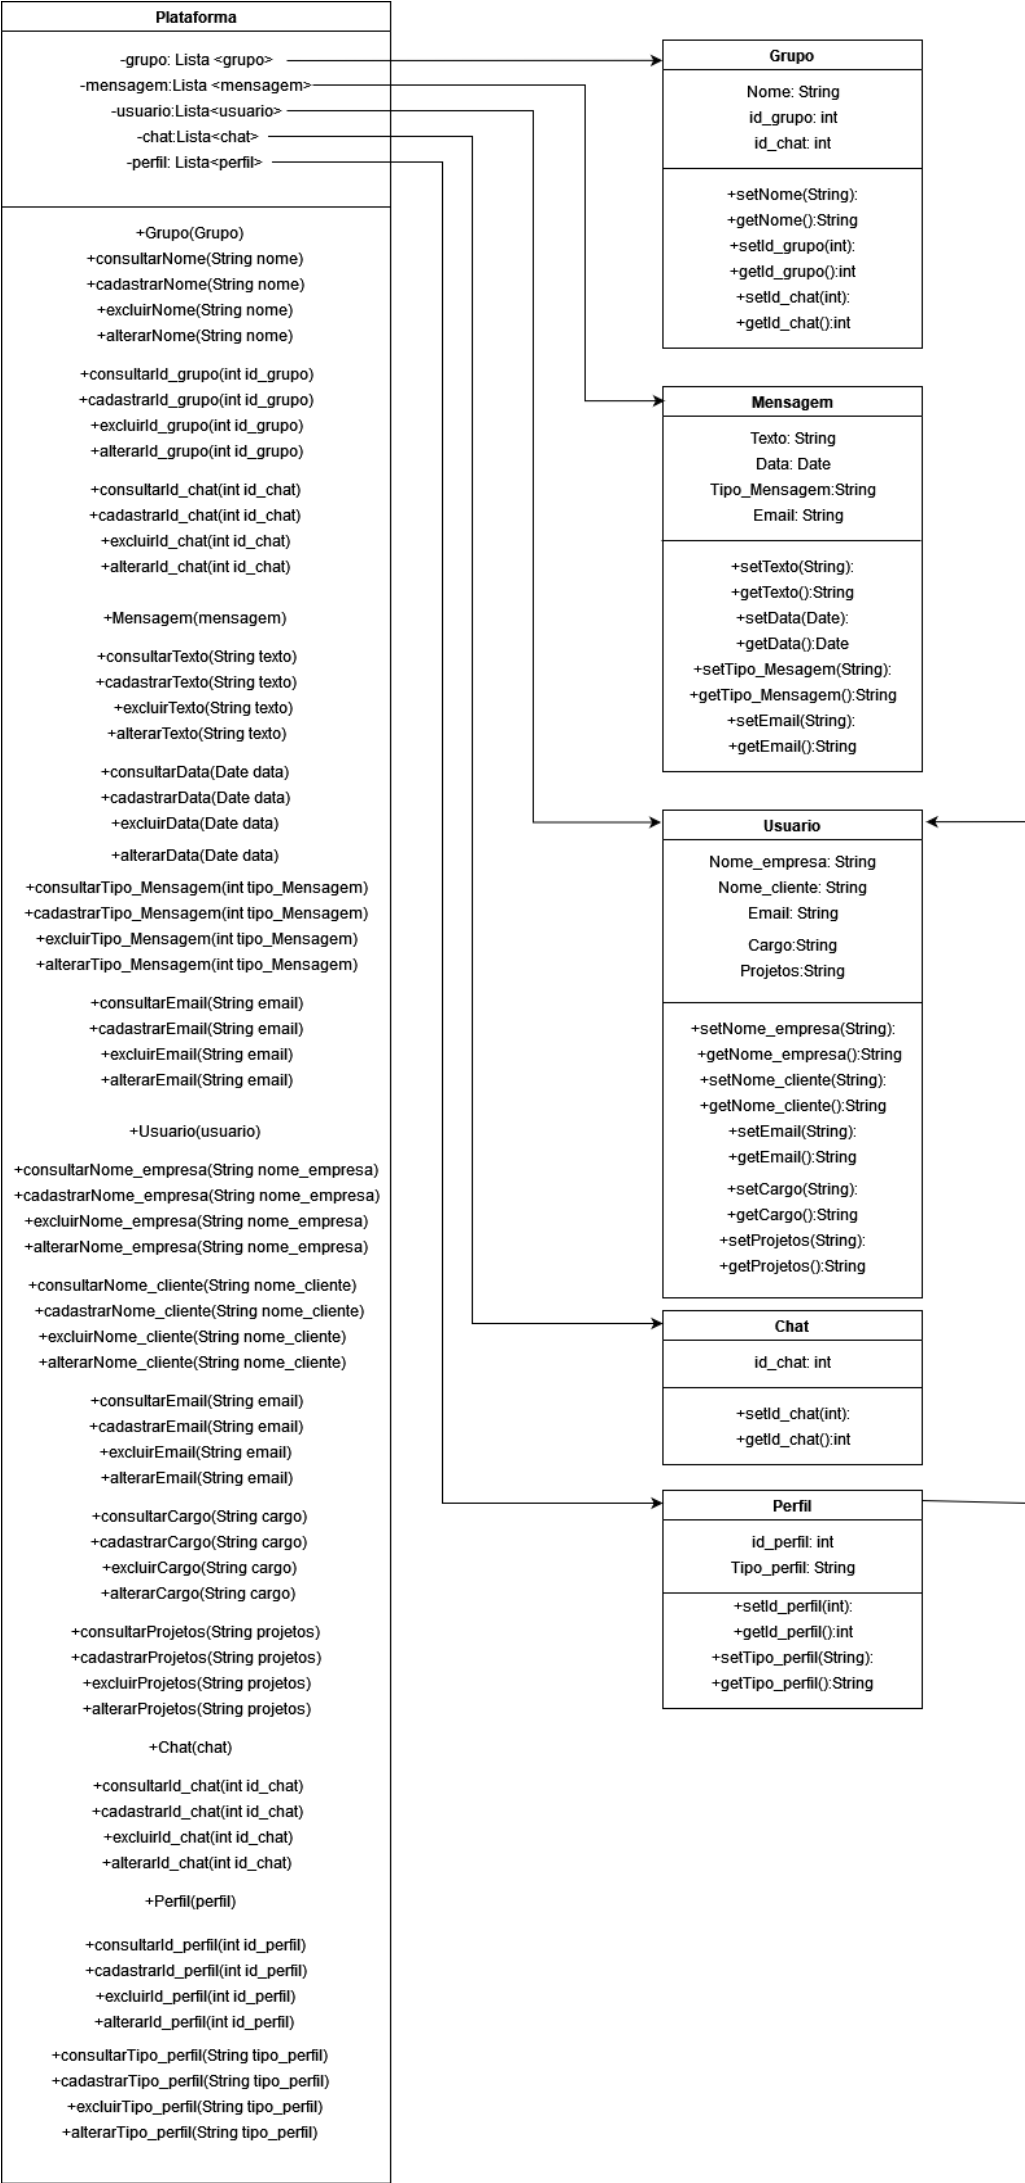 Plataforma
-grupo: Lista <grupo>
-mensagem:Lista <mensagem>
-usuario:Lista<usuario>
-chat:Lista<chat>
-perfil: Lista<perfil>
+Grupo(Grupo)
+consultarNome(String nome)
+cadastrarNome(String nome)
+excluirNome(String nome)
+alterarNome(String nome)
+consultarId_grupo(int id_grupo)
+cadastrarId_grupo(int id_grupo)
+excluirId_grupo(int id_grupo)
+alterarId_grupo(int id_grupo)
+consultarId_chat(int id_chat)
+cadastrarId_chat(int id_chat)
+excluirId_chat(int id_chat)
+alterarId_chat(int id_chat)
+Mensagem(mensagem)
+consultarTexto(String texto)
+cadastrarTexto(String texto)
+excluirTexto(String texto)
+alterarTexto(String texto)
+consultarData(Date data)
+cadastrarData(Date data)
+excluirData(Date data)
+alterarData(Date data)
+consultarTipo_Mensagem(int tipo_Mensagem)
+cadastrarTipo_Mensagem(int tipo_Mensagem)
+excluirTipo_Mensagem(int tipo_Mensagem)
+alterarTipo_Mensagem(int tipo_Mensagem)
+consultarEmail(String email)
+cadastrarEmail(String email)
+excluirEmail(String email)
+alterarEmail(String email)
+Usuario(usuario)
+consultarNome_empresa(String nome_empresa)
+cadastrarNome_empresa(String nome_empresa)
+excluirNome_empresa(String nome_empresa)
+alterarNome_empresa(String nome_empresa)
+consultarNome_cliente(String nome_cliente)
+cadastrarNome_cliente(String nome_cliente)
+excluirNome_cliente(String nome_cliente)
+alterarNome_cliente(String nome_cliente)
+consultarEmail(String email)
+cadastrarEmail(String email)
+excluirEmail(String email)
+alterarEmail(String email)
+consultarCargo(String cargo)
+cadastrarCargo(String cargo)
+excluirCargo(String cargo)
+alterarCargo(String cargo)
+consultarProjetos(String projetos)
+cadastrarProjetos(String projetos)
+excluirProjetos(String projetos)
+alterarProjetos(String projetos)
+Chat(chat)
+consultarId_chat(int id_chat)
+cadastrarId_chat(int id_chat)
+excluirId_chat(int id_chat)
+alterarId_chat(int id_chat)
+Perfil(perfil)
+consultarId_perfil(int id_perfil)
+cadastrarId_perfil(int id_perfil)
+excluirId_perfil(int id_perfil)
+alterarId_perfil(int id_perfil)
+consultarTipo_perfil(String tipo_perfil)
+cadastrarTipo_perfil(String tipo_perfil)
+excluirTipo_perfil(String tipo_perfil)
+alterarTipo_perfil(String tipo_perfil)
Grupo
Nome: String
id_grupo: int
id_chat: int
+setNome(String):
+getNome():String
+setId_grupo(int):
+getId_grupo():int
+setId_chat(int):
+getId_chat():int
Mensagem
Texto: String
Data: Date
Tipo_Mensagem:String
Email: String
+setTexto(String):
+getTexto():String
+setData(Date):
+getData():Date
+setTipo_Mesagem(String):
+getTipo_Mensagem():String
+setEmail(String):
+getEmail():String
Usuario
Nome_empresa: String
Nome_cliente: String
Email: String
Cargo:String
Projetos:String
+setNome_empresa(String):
+getNome_empresa():String
+setNome_cliente(String):
+getNome_cliente():String
+setEmail(String):
+getEmail():String
+setCargo(String):
+getCargo():String
+setProjetos(String):
+getProjetos():String
Chat
id_chat: int
+setId_chat(int):
+getId_chat():int
Perfil
id_perfil: int
Tipo_perfil: String
+setId_perfil(int):
+getId_perfil():int
+setTipo_perfil(String):
+getTipo_perfil():String